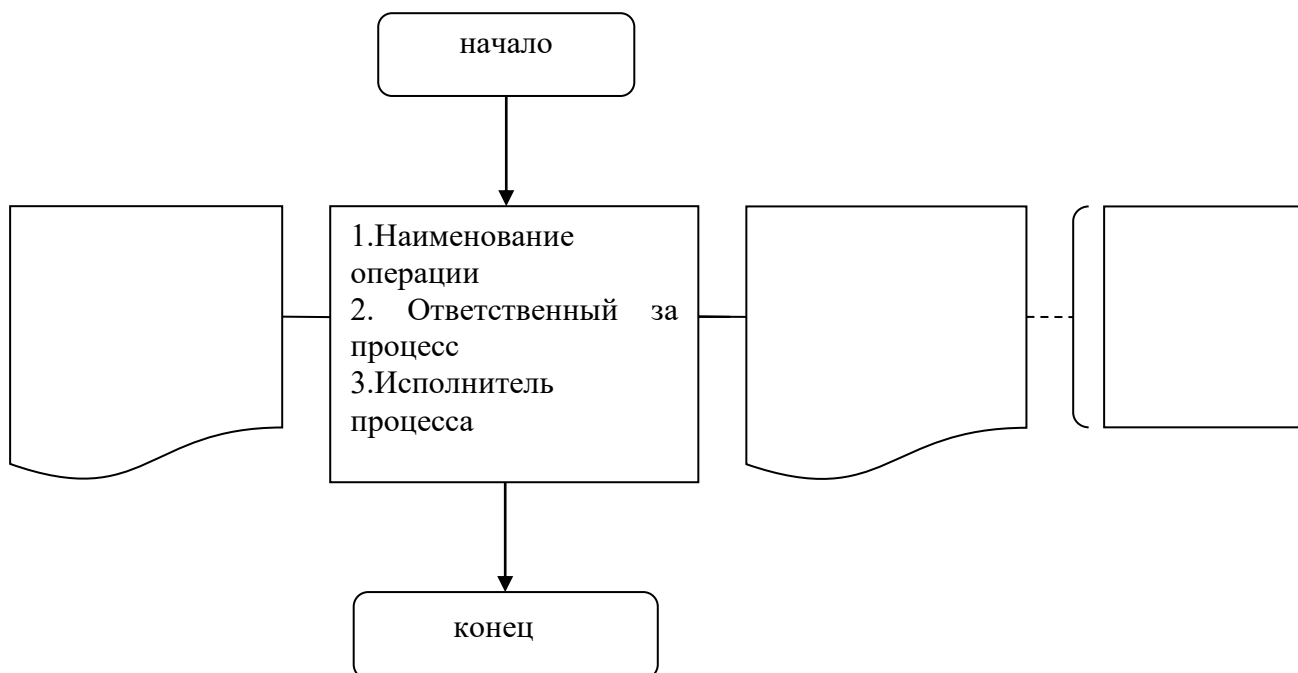 начало
1.Наименование
операции
2. Ответственный за
процесс
3.Исполнитель
процесса
конец